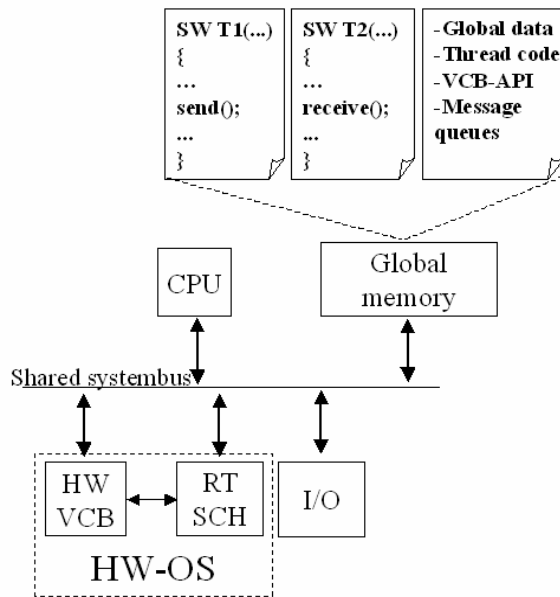 SW T1(...)
{
...
send();
...
}
SW T2(...)
{
...
receive();
...
}
-Global data
-Thread code
-VCB-API
-Message
queues
CPU
Global
memory
Shared systembus
HW
VCB
RT
SCH
I/O
HW-OS